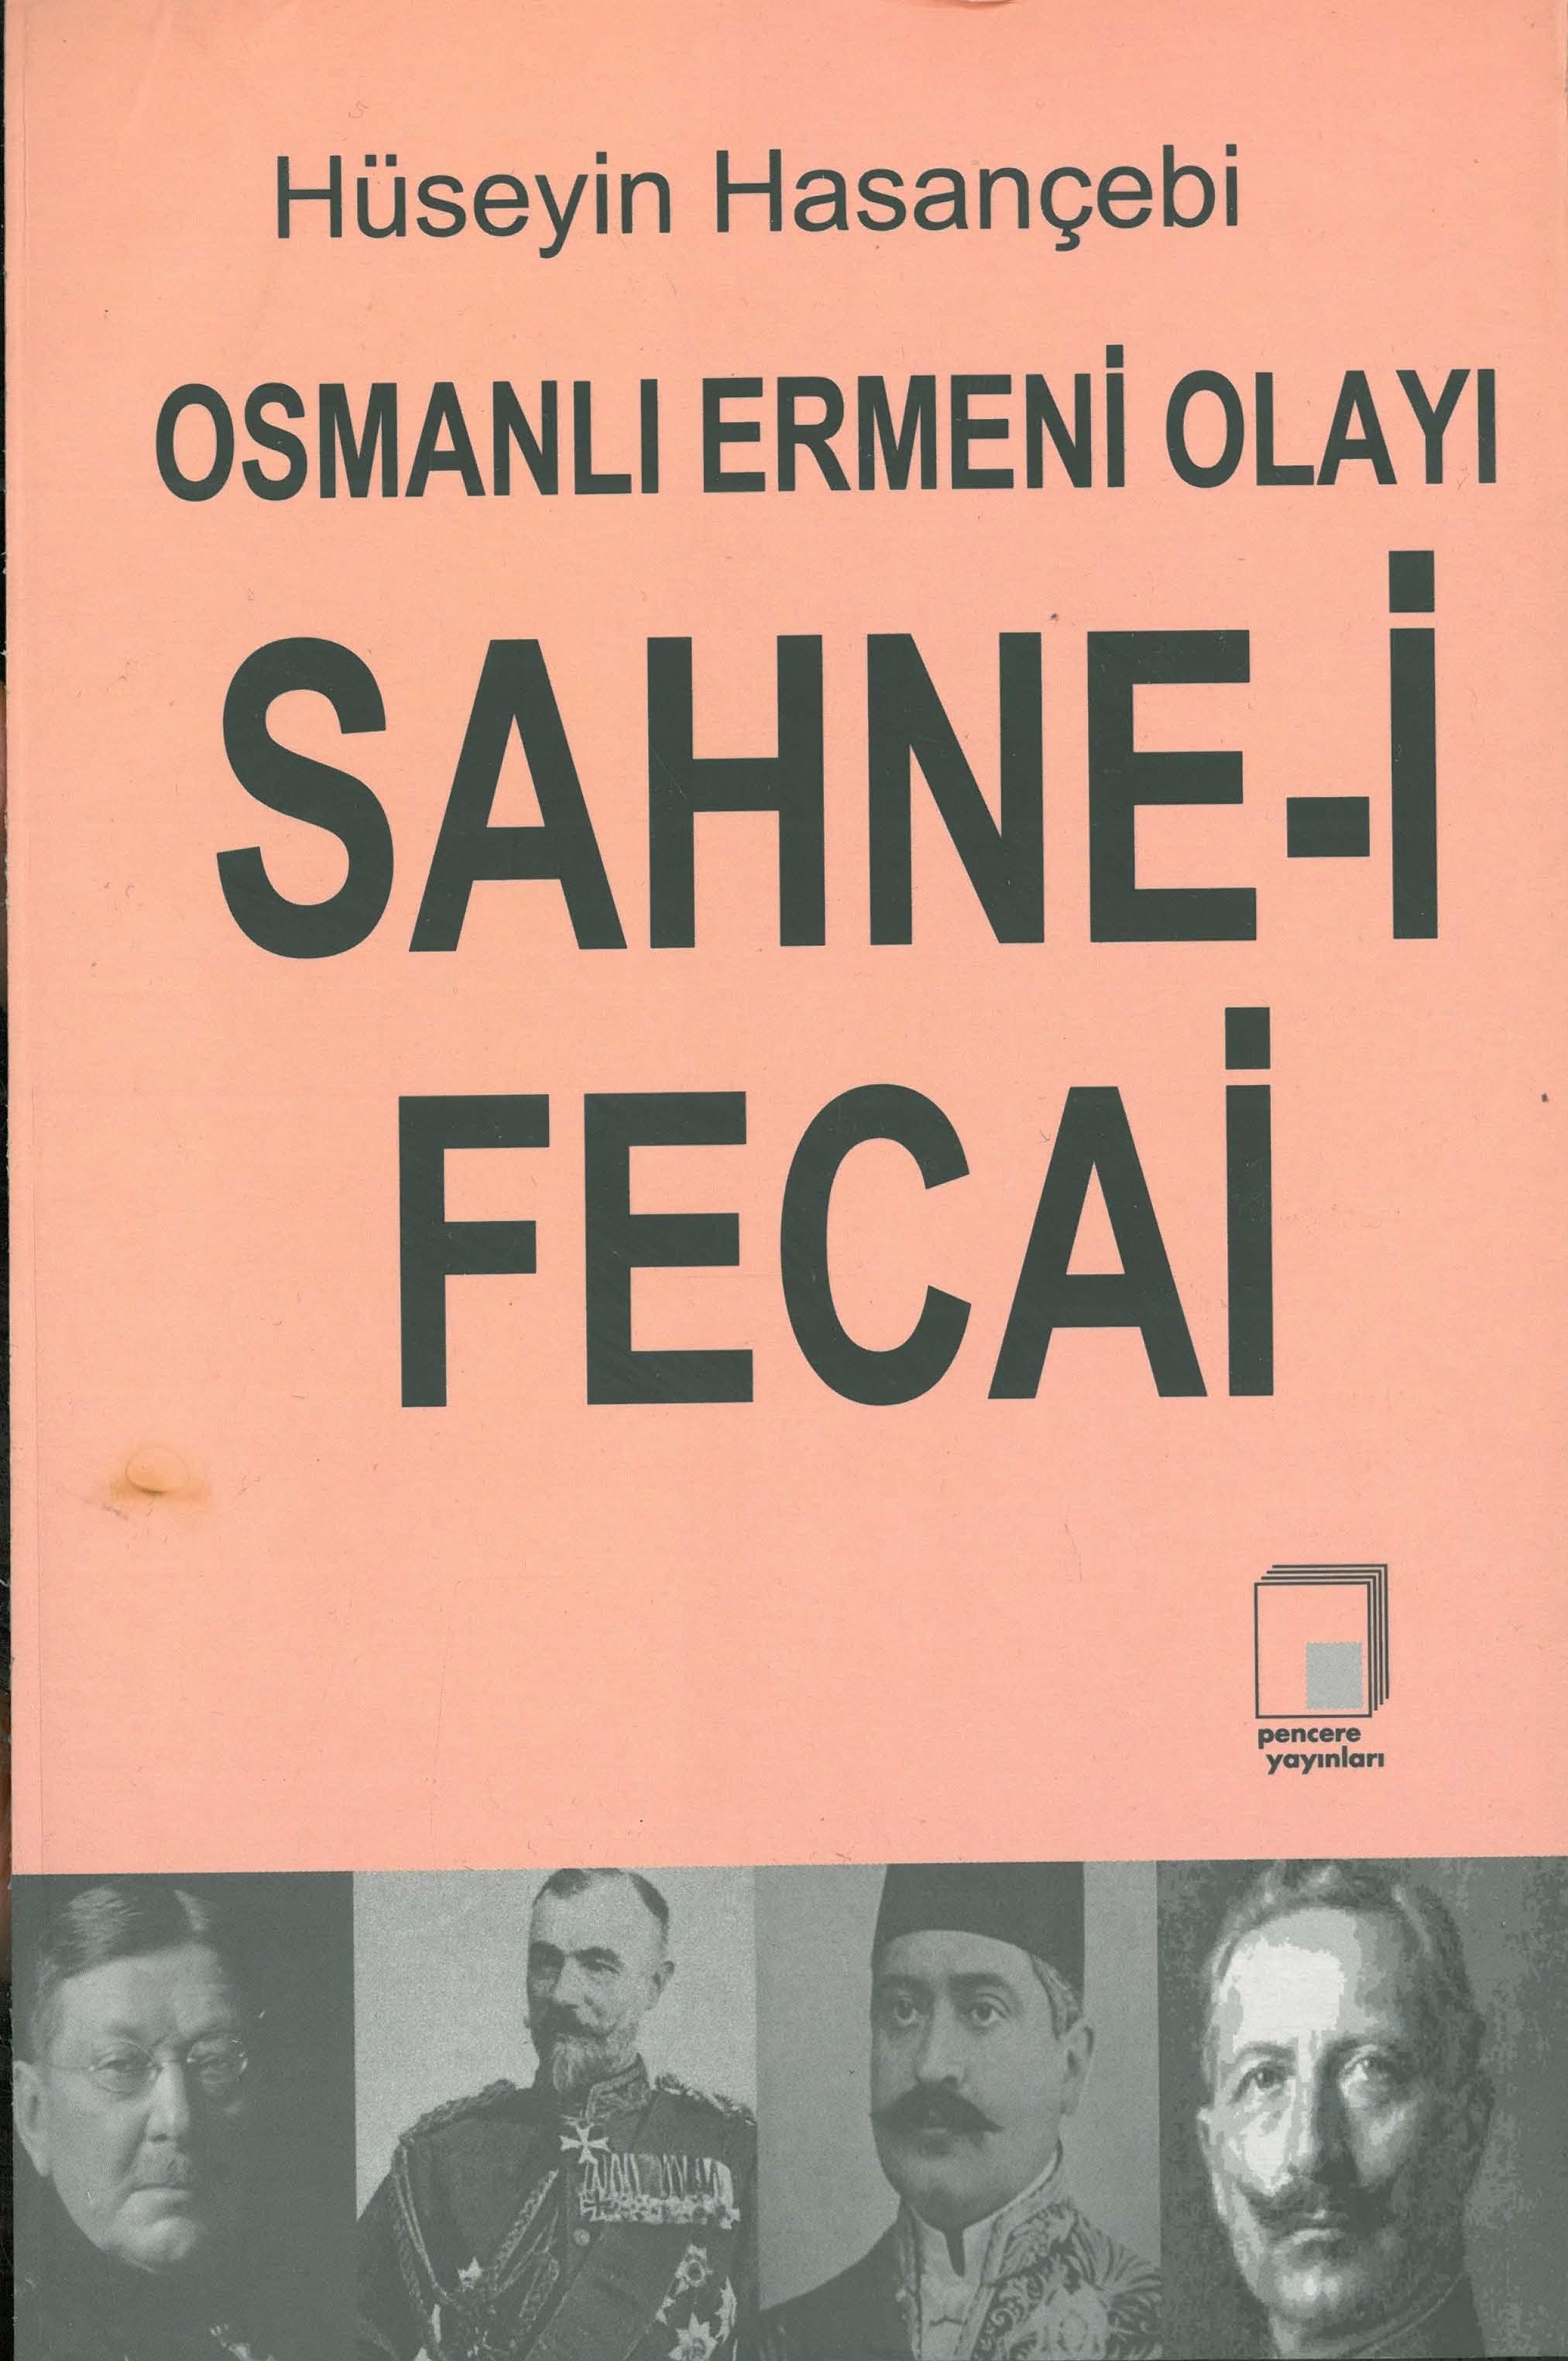 Hüseyin Hasançebi
OSMANLI ERMENİ OLAYI
SAHNE-İ
FECAİ
pencere
yayınları